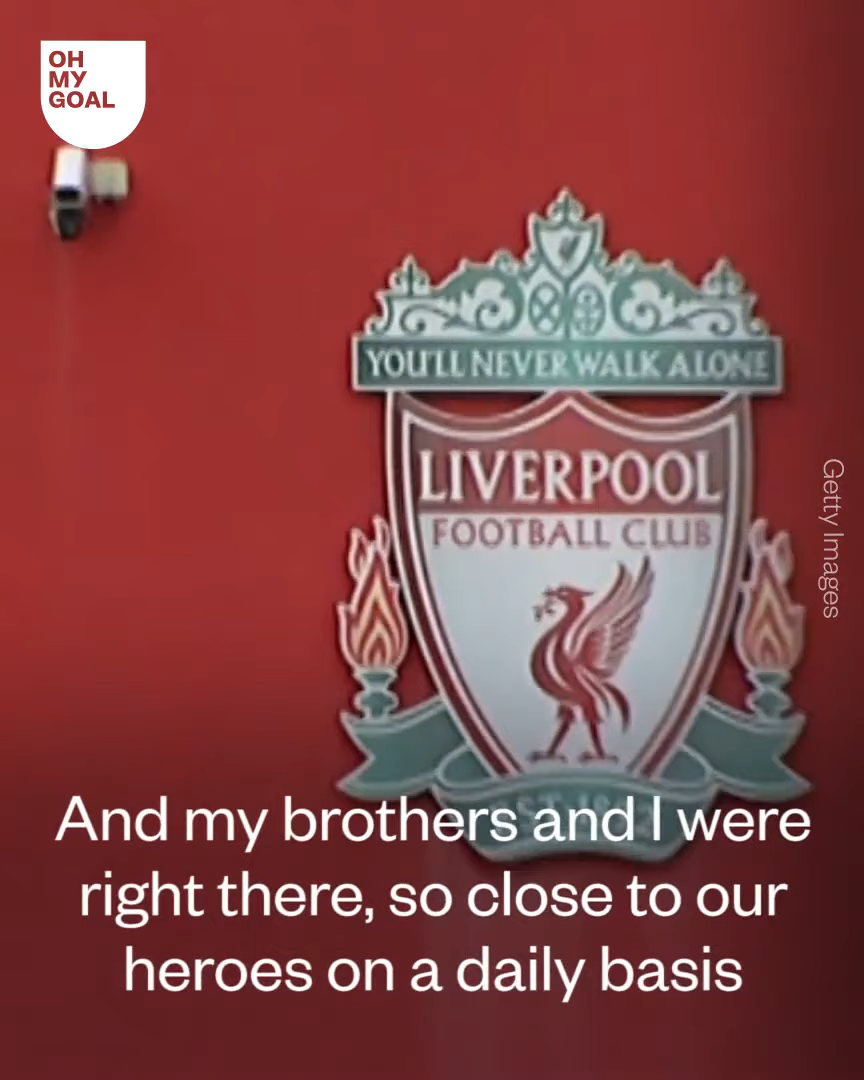 OH
MY
GOAL
YOU'LL NEVER WALK ALONE
LIVERPOOL
FOOTBALL CLUB
Getty Images
And my brothers and I were
right there, so close to our
heroes on a daily basis